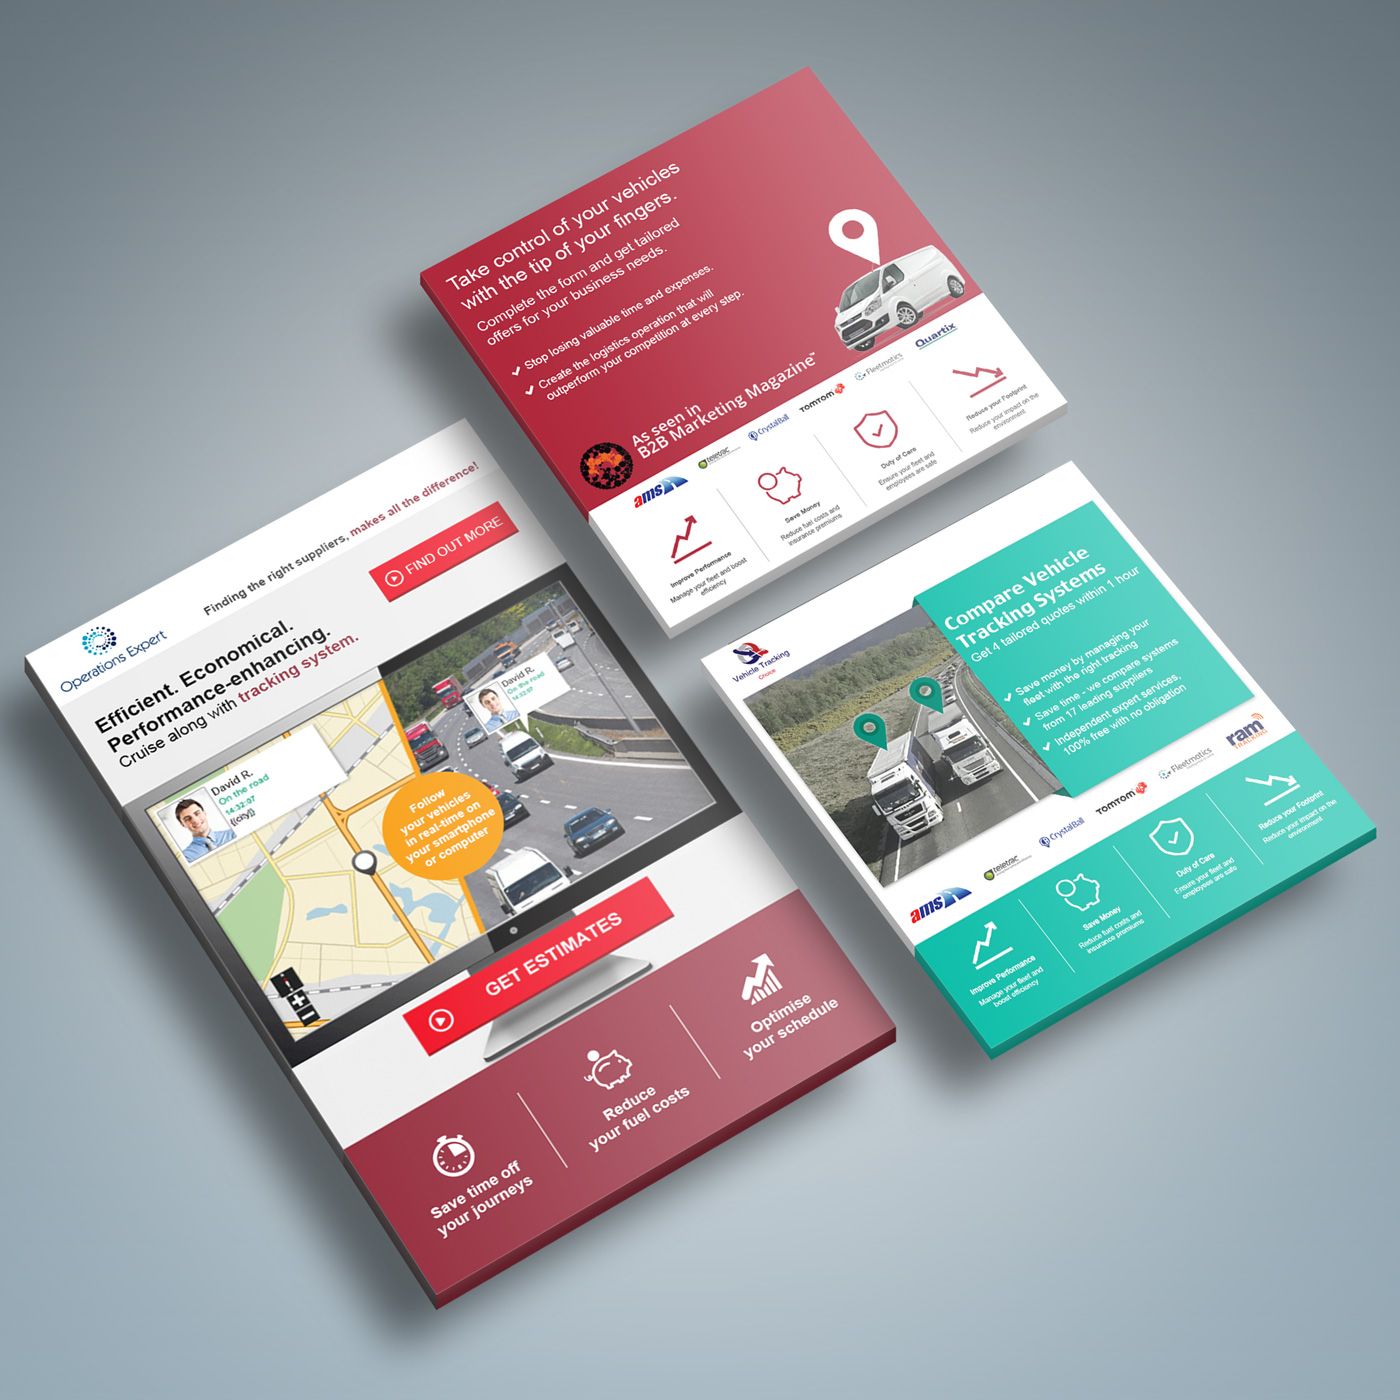 Take control of your vehicles
with the tip of your fingers.
Complete the form and get tailored
offers for your business needs.
Stop losing valuable time and expenses.
Create the logistics operation that will
outperform your competition at every step.
As seen in
B2B Marketing Magazine™
ams
teletrac
CrystalBall
TOMTOM
Fleetmatics
Quartix
Improve Performance
Manage your fleet and boost
efficiency
Save Money
Reduce fuel costs and
insurance premiums
Duty of Care
Ensure your fleet and
employees are safe
Reduce your Footprint
Reduce your impact on the
environment
Operations Expert
Finding the right suppliers, makes all the difference!
FIND OUT MORE
Efficient. Economical.
Performance-enhancing.
Cruise along with tracking system.
David R.
On the road
14:32:07
{{city}}
David R.
On the road
14:32:07
Follow
your vehicles
in real-time on
your smartphone
or computer
GET ESTIMATES
Save time off
your journeys
Reduce
your fuel costs
Optimise
your schedule
Vehicle Tracking
Choice
Compare Vehicle
Tracking Systems
Get 4 tailored quotes within 1 hour
Save money by managing your
fleet with the right tracking
Save time - we compare systems
from 17 leading suppliers
Independent expert services,
100% free with no obligation
ams
teletrac
CrystalBall
TOMTOM
Fleetmatics
ram
TRACKING
Improve Performance
Manage your fleet and
boost efficiency
Save Money
Reduce fuel costs and
insurance premiums
Duty of Care
Ensure your fleet and
employees are safe
Reduce your Footprint
Reduce your impact on the
environment